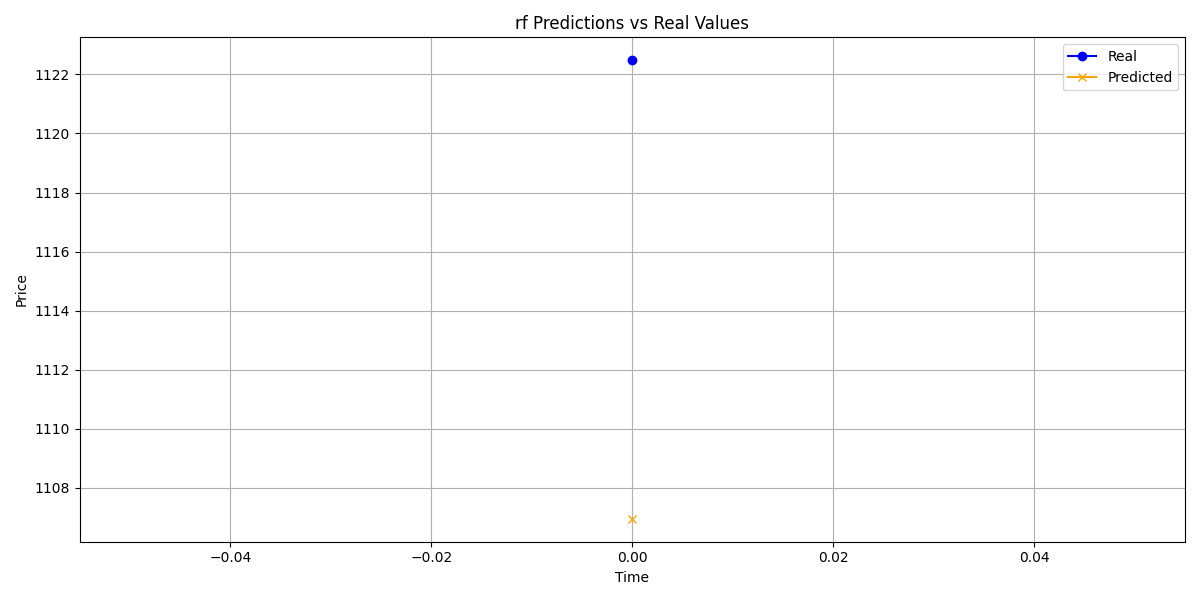 rf Predictions vs Real Values
Real
Predicted
Price
1122
1120
1118
1116
1114
1112
1110
1108
−0.04
−0.02
0.00
0.02
0.04
Time